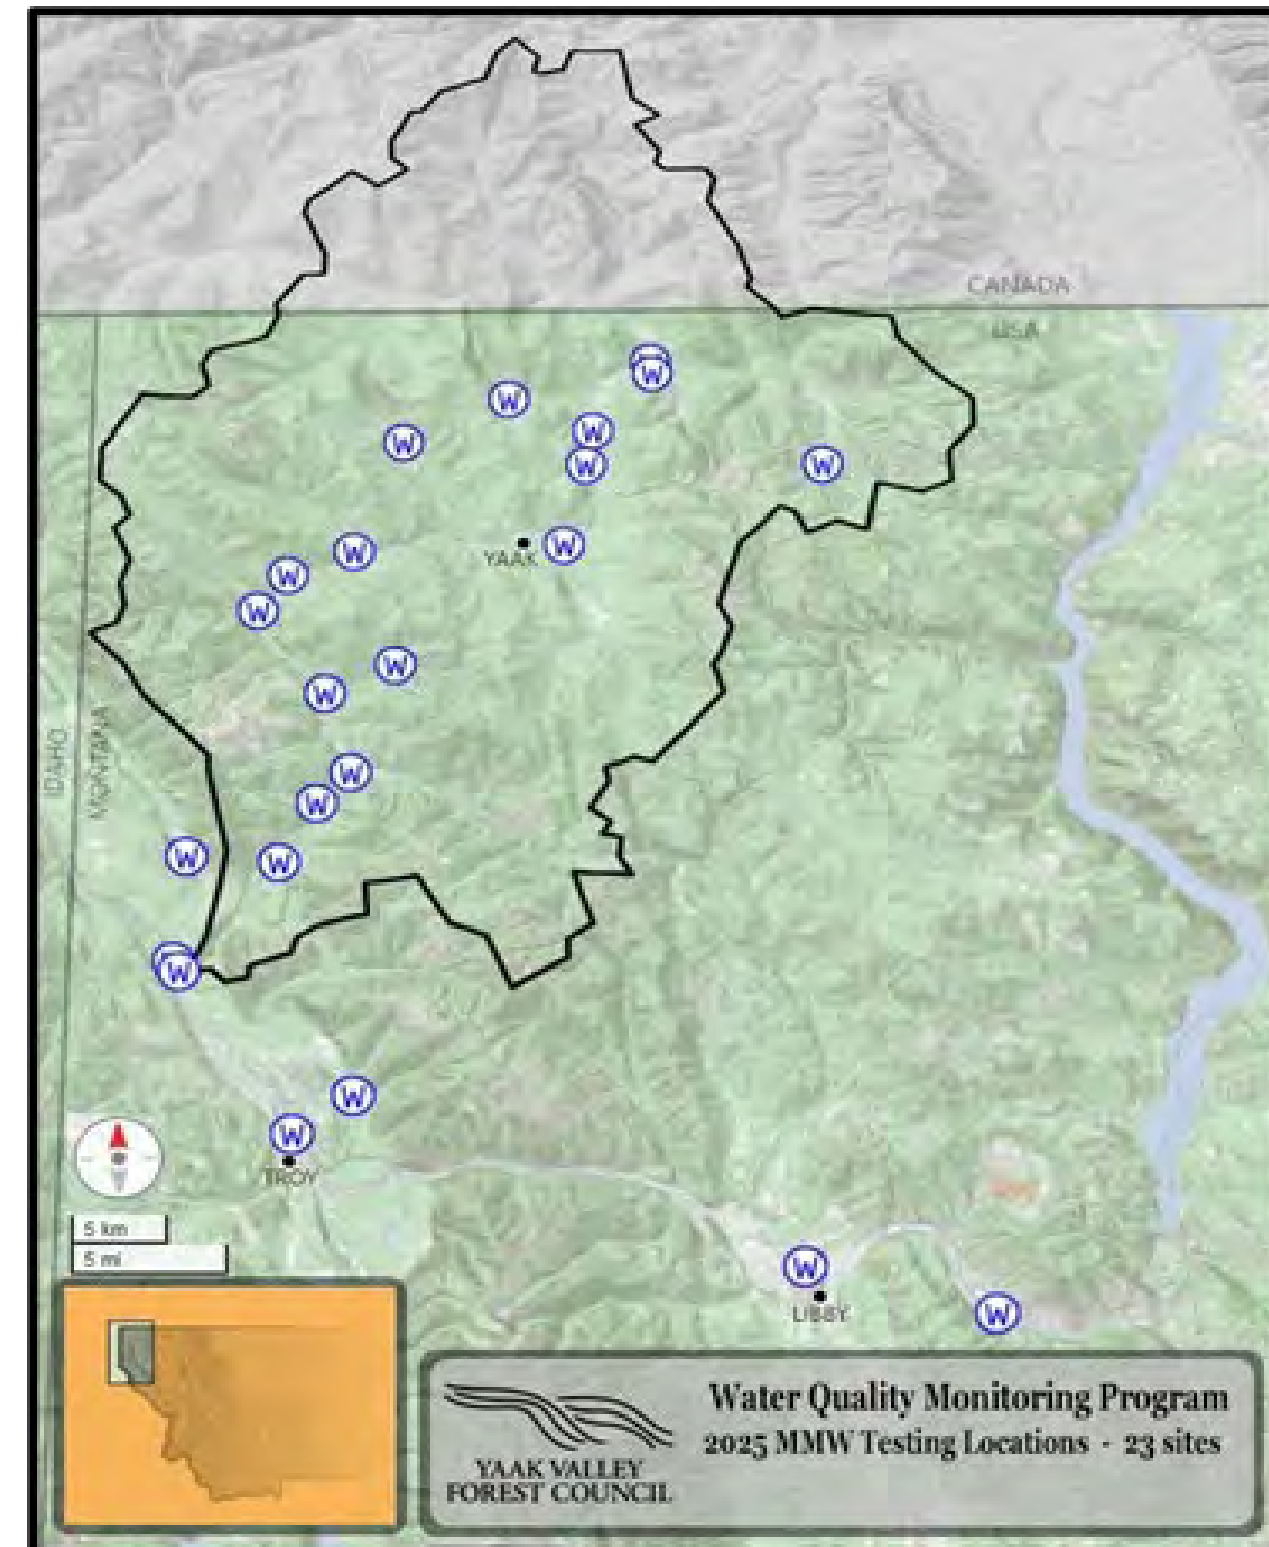 CANADA
USA
W
W
W
W
W
W
W
W
YAAK
W
W
W
W
W
W
W
W
W
W
IDAHO
MONTANA
W
W
W
TROY
5 km
5 mi
W
LIBBY
W
Water Quality Monitoring Program
2025 MMW Testing Locations - 23 sites
YAAK VALLEY
FOREST COUNCIL